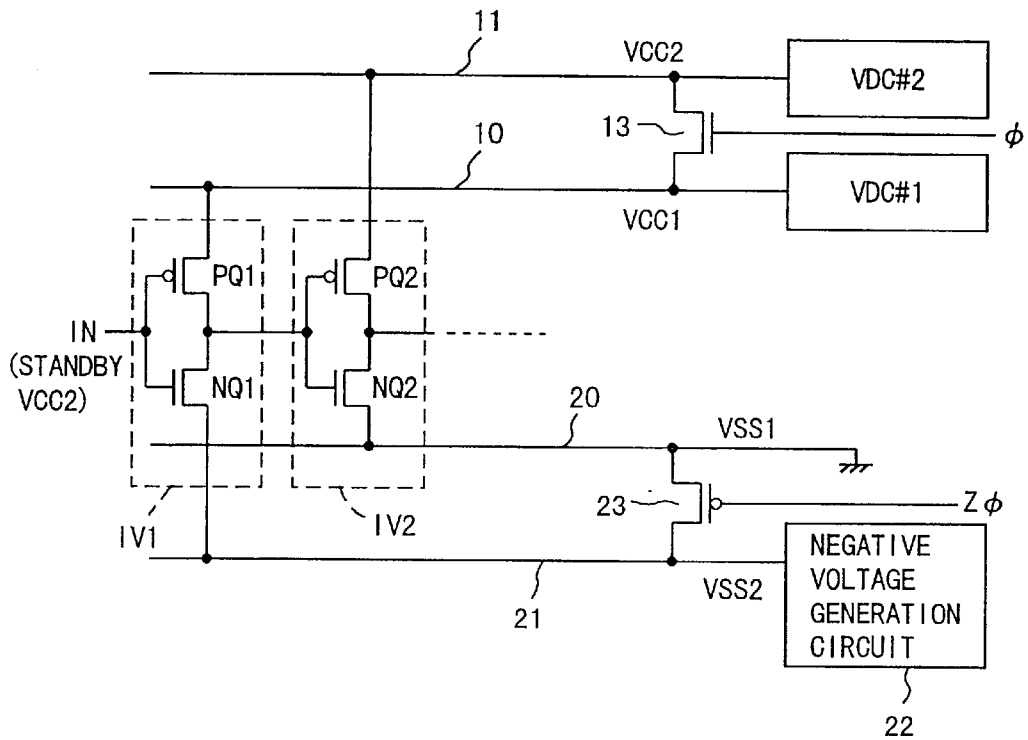 11
VCC2
VDC#2
13
φ
10
VCC1
VDC#1
PQ1
PQ2
IN
(STANDBY
VCC2)
NQ1
NQ2
20
VSS1
23
Zφ
IV1
IV2
21
VSS2
NEGATIVE
VOLTAGE
GENERATION
CIRCUIT
22